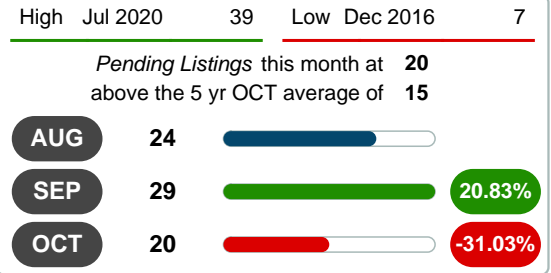 High Jul 2020 39 Low Dec 2016 7
Pending Listings this month at 20
above the 5 yr OCT average of 15
AUG 24
SEP 29 20.83%
OCT 20 -31.03%